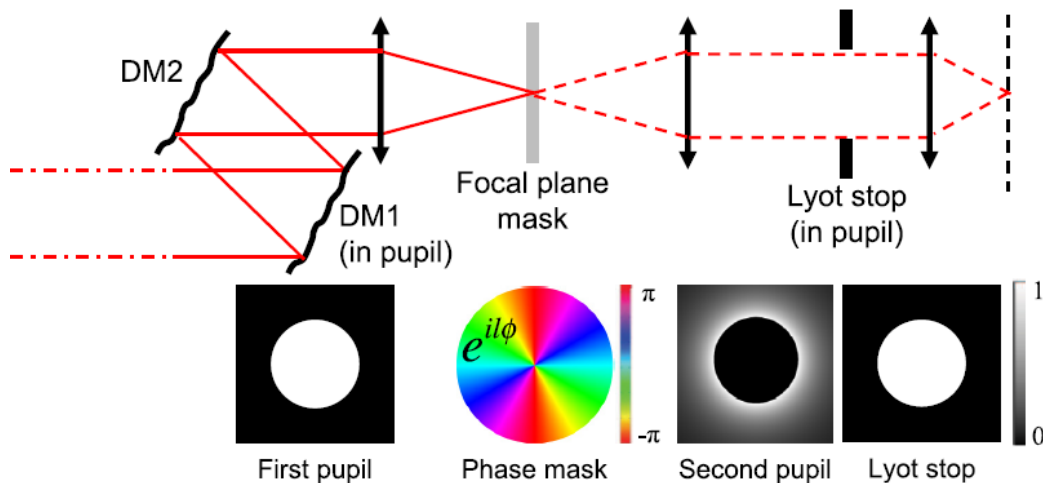 DM2
DM1
(in pupil)
Focal plane
mask
Lyot stop
(in pupil)
e^{ilϕ}
π
-π
1
0
First pupil
Phase mask
Second pupil
Lyot stop